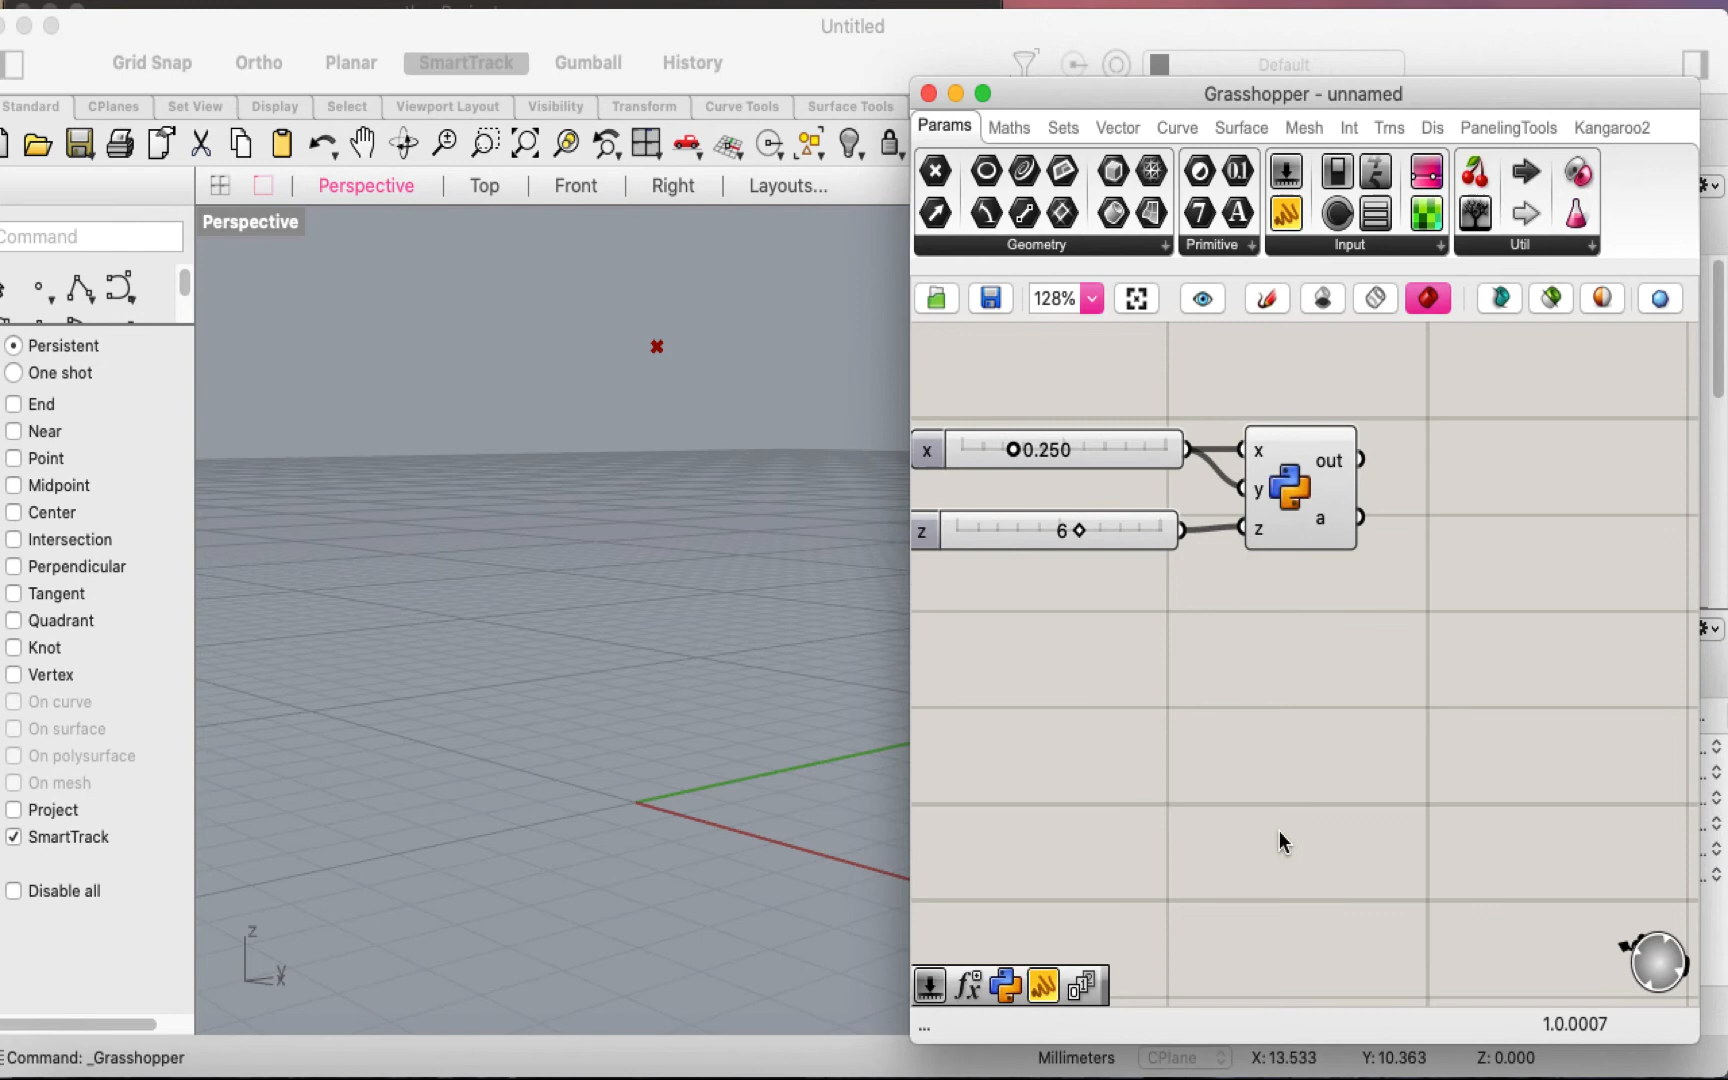 Untitled
Grid Snap Ortho Planar SmartTrack Gumball History Default
Standard CPlanes Set View Display Select Viewport Layout Visibility Transform Curve Tools Surface Tools
Grasshopper - unnamed
Params Maths Sets Vector Curve Surface Mesh Int Trns Dis PanelingTools Kangaroo2
Geometry Primitive Input Util
Perspective Top Front Right Layouts...
Perspective
Command
128%
Persistent
One shot
End
Near
Point
Midpoint
Center
Intersection
Perpendicular
Tangent
Quadrant
Knot
Vertex
On curve
On surface
On polysurface
On mesh
Project
SmartTrack
Disable all
x 0.250
z 6
x
y
z
out
a
z
y
...
1.0.0007
Command: _Grasshopper
Millimeters CPlane X: 13.533 Y: 10.363 Z: 0.000